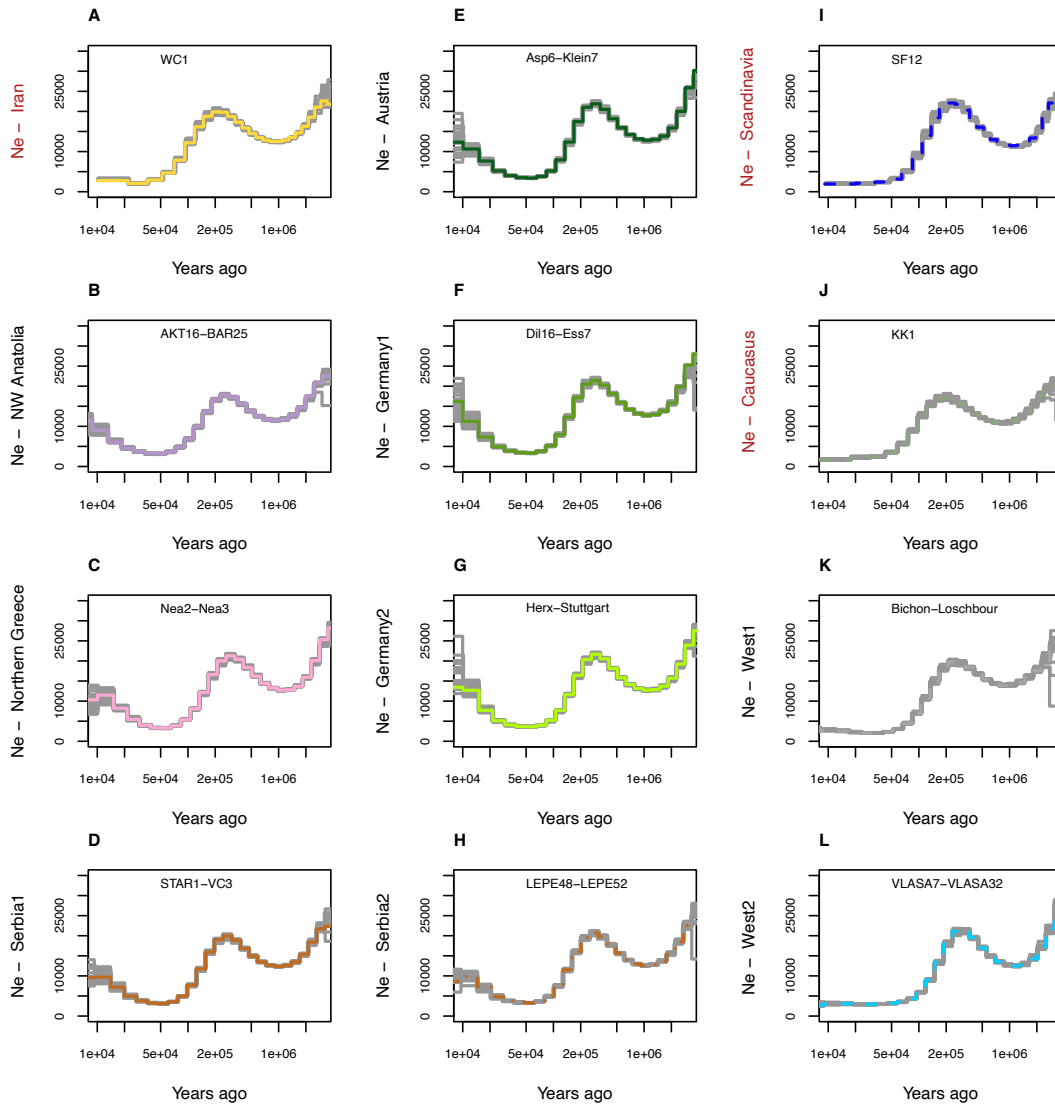 A
Ne − Iran
WC1
0 10000 25000
1e+04 5e+04 2e+05 1e+06
Years ago
E
Ne − Austria
Asp6−Klein7
0 10000 25000
1e+04 5e+04 2e+05 1e+06
Years ago
I
Ne − Scandinavia
SF12
0 10000 25000
1e+04 5e+04 2e+05 1e+06
Years ago
B
Ne − NW Anatolia
AKT16−BAR25
0 10000 25000
1e+04 5e+04 2e+05 1e+06
Years ago
F
Ne − Germany1
Dil16−Ess7
0 10000 25000
1e+04 5e+04 2e+05 1e+06
Years ago
J
Ne − Caucasus
KK1
0 10000 25000
1e+04 5e+04 2e+05 1e+06
Years ago
C
Ne − Northern Greece
Nea2−Nea3
0 10000 25000
1e+04 5e+04 2e+05 1e+06
Years ago
G
Ne − Germany2
Herx−Stuttgart
0 10000 25000
1e+04 5e+04 2e+05 1e+06
Years ago
K
Ne − West1
Bichon−Loschbour
0 10000 25000
1e+04 5e+04 2e+05 1e+06
Years ago
D
Ne − Serbia1
STAR1−VC3
0 10000 25000
1e+04 5e+04 2e+05 1e+06
Years ago
H
Ne − Serbia2
LEPE48−LEPE52
0 10000 25000
1e+04 5e+04 2e+05 1e+06
Years ago
L
Ne − West2
VLASA7−VLASA32
0 10000 25000
1e+04 5e+04 2e+05 1e+06
Years ago